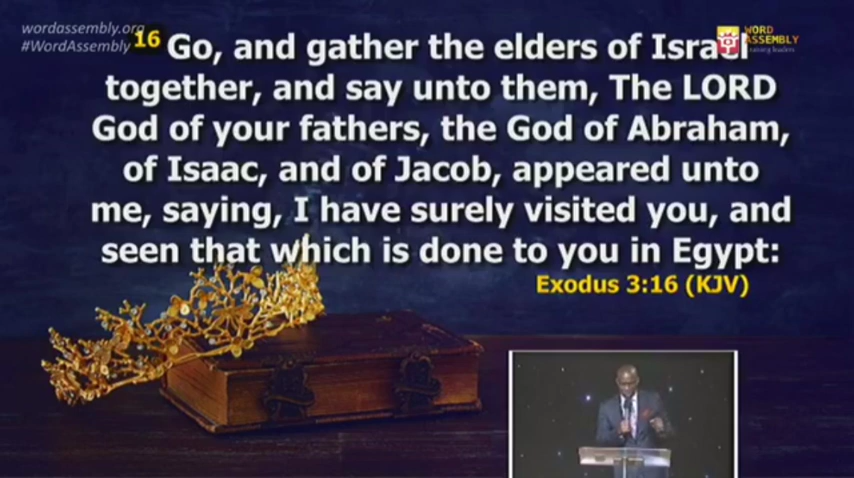 wordassembly.org
#WordAssembly
WORD
ASSEMBLY
raising leaders
16 Go, and gather the elders of Israel
together, and say unto them, The LORD
God of your fathers, the God of Abraham,
of Isaac, and of Jacob, appeared unto
me, saying, I have surely visited you, and
seen that which is done to you in Egypt:
Exodus 3:16 (KJV)